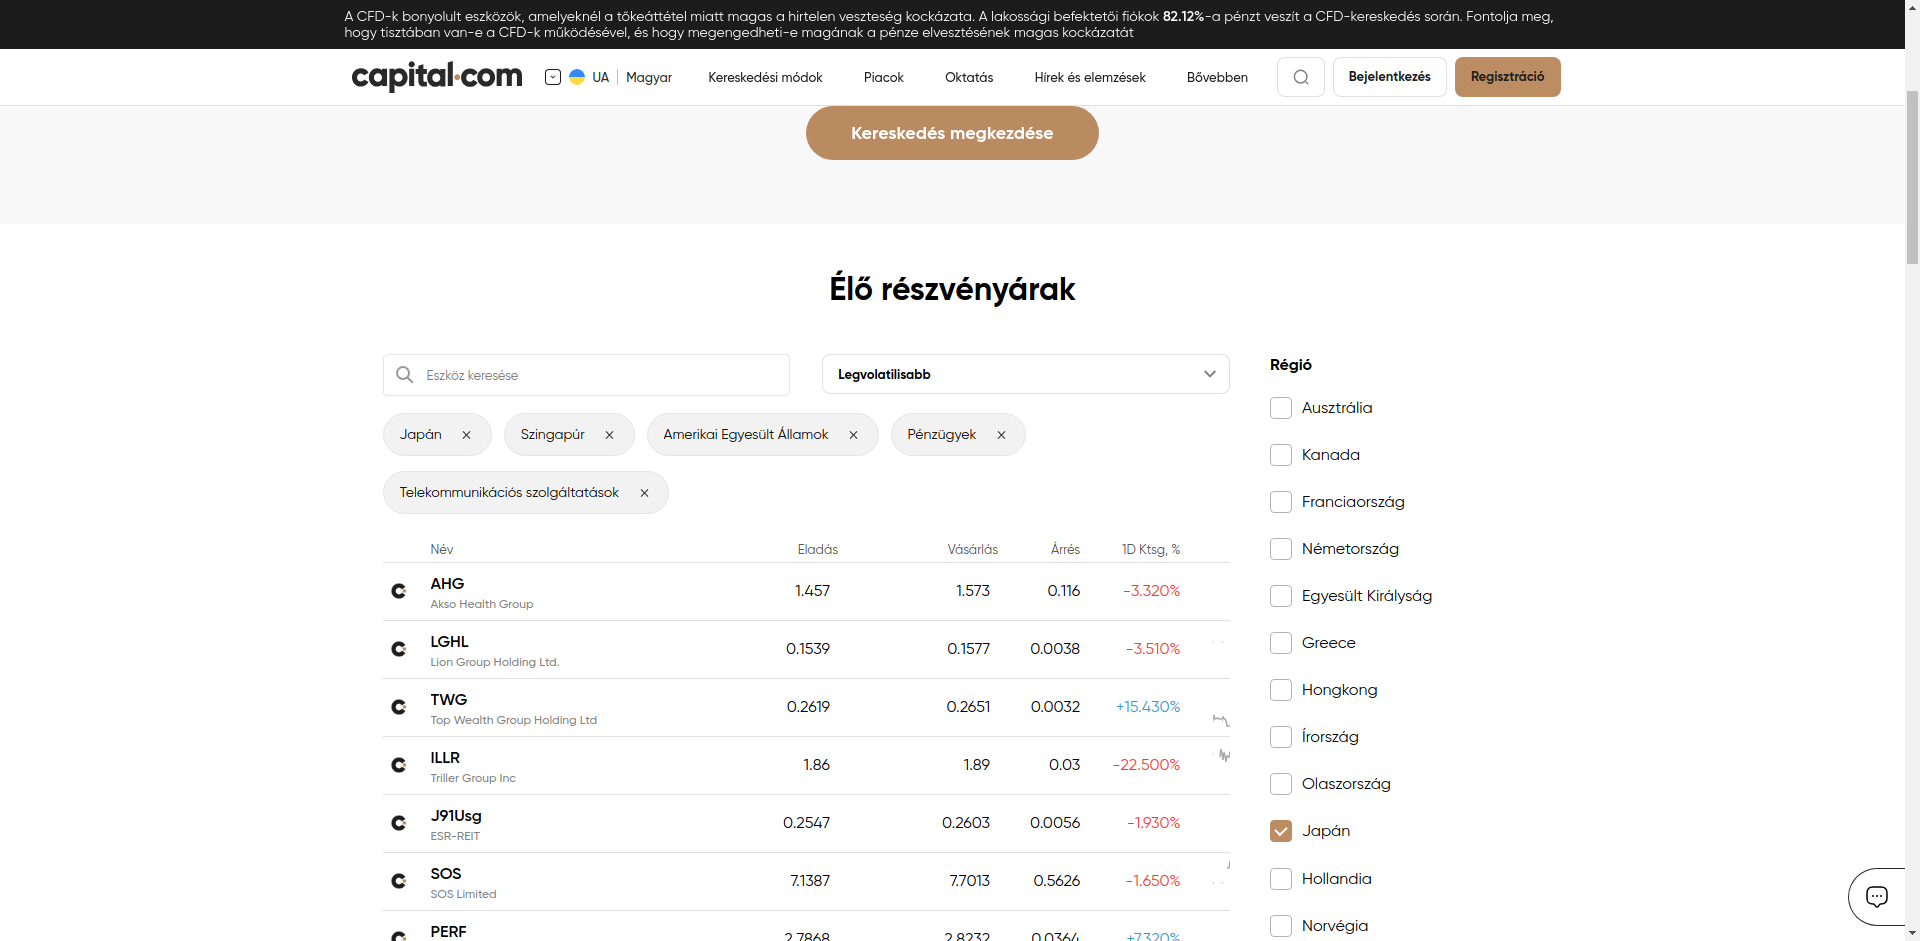 A CFD-k bonyolult eszközök, amelyeknél a tőkeáttétel miatt magas a hirtelen veszteség kockázata. A lakossági befektetői fiókok 82.12%-a pénzt veszít a CFD-kereskedés során. Fontolja meg,
hogy tisztában van-e a CFD-k működésével, és hogy megengedheti-e magának a pénze elvesztésének magas kockázatát
capital.com UA Magyar Kereskedési módok Piacok Oktatás Hírek és elemzések Bővebben Bejelentkezés Regisztráció
Kereskedés megkezdése
Élő részvényárak
Eszköz keresése
Legvolatilisabb
Japán
Szingapúr
Amerikai Egyesült Államok
Pénzügyek
Telekommunikációs szolgáltatások
Név Eladás Vásárlás Árrés 1D Ktsg, %
AHG 1.457 1.573 0.116 -3.320%
Akso Health Group
LGHL 0.1539 0.1577 0.0038 -3.510%
Lion Group Holding Ltd.
TWG 0.2619 0.2651 0.0032 +15.430%
Top Wealth Group Holding Ltd
ILLR 1.86 1.89 0.03 -22.500%
Triller Group Inc
J91Usg 0.2547 0.2603 0.0056 -1.930%
ESR-REIT
SOS 7.1387 7.7013 0.5626 -1.650%
SOS Limited
PERF 2.7868 2.8232 0.0364 +7.320%
Régió
Ausztrália
Kanada
Franciaország
Németország
Egyesült Királyság
Greece
Hongkong
Írország
Olaszország
Japán
Hollandia
Norvégia